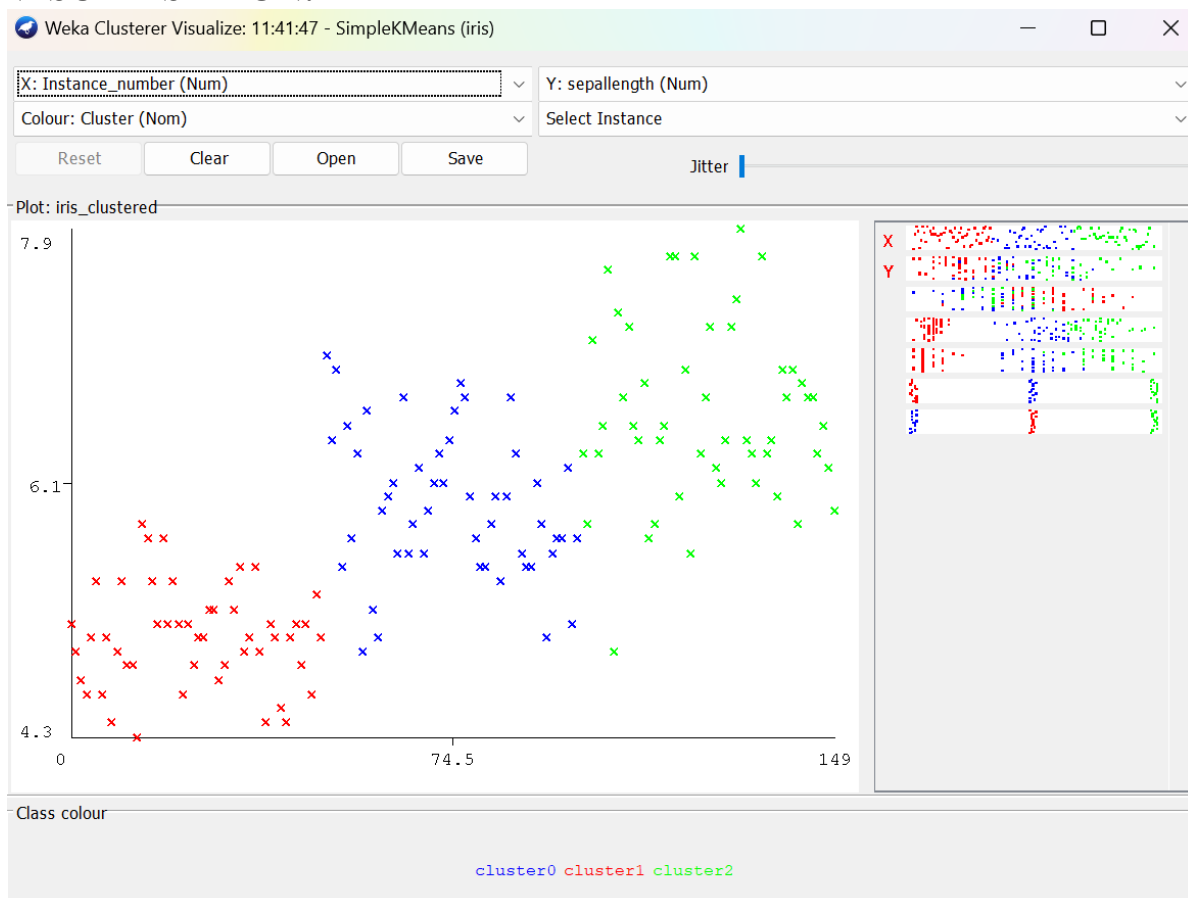 Weka Clusterer Visualize: 11:41:47 - SimpleKMeans (iris)
X: Instance_number (Num)
Y: sepallength (Num)
Colour: Cluster (Nom)
Select Instance
Reset
Clear
Open
Save
Jitter
Plot: iris_clustered
7.9
6.1
4.3
0
74.5
149
X
Y
Class colour
cluster0 cluster1 cluster2